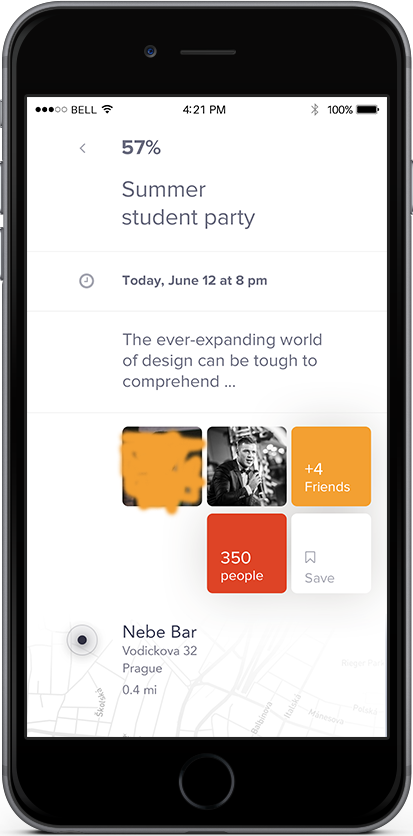 BELL 4:21 PM 100%
57%
Summer
student party
Today, June 12 at 8 pm
The ever-expanding world
of design can be tough to
comprehend ...
+4
Friends
350
people
Save
Nebe Bar
Vodickova 32
Prague
0.4 mi
Školská
Balbínova
Italská
Mánesova
Polská